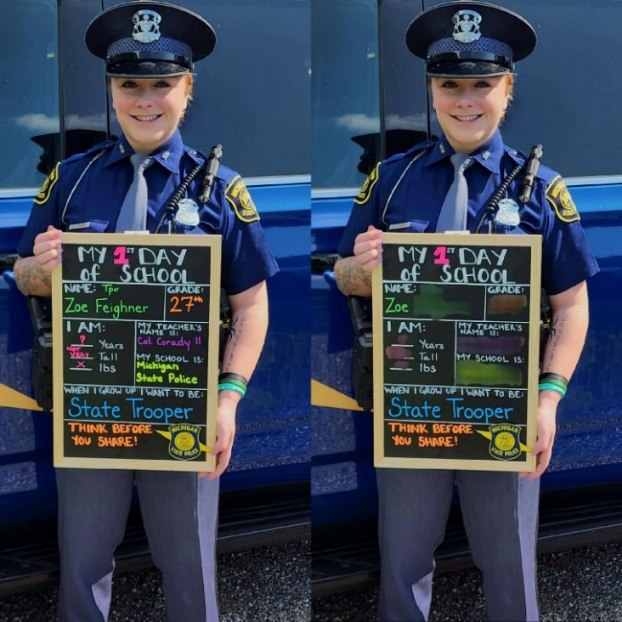 MY 1ST DAY
of SCHOOL
NAME: Tpr
Zoe Feighner
GRADE:
27th
I AM:
? Years
NOT VERY Tall
X lbs
MY TEACHER'S
NAME IS:
Col Grady II
MY SCHOOL IS:
Michigan
State Police
WHEN I GROW UP I WANT TO BE:
State Trooper
THINK BEFORE
YOU SHARE!
MICHIGAN
STATE POLICE
MY 1ST DAY
of SCHOOL
NAME:
Zoe
GRADE:
I AM:
Years
Tall
lbs
MY TEACHER'S
NAME IS:
MY SCHOOL IS:
WHEN I GROW UP I WANT TO BE:
State Trooper
THINK BEFORE
YOU SHARE!
MICHIGAN
STATE POLICE